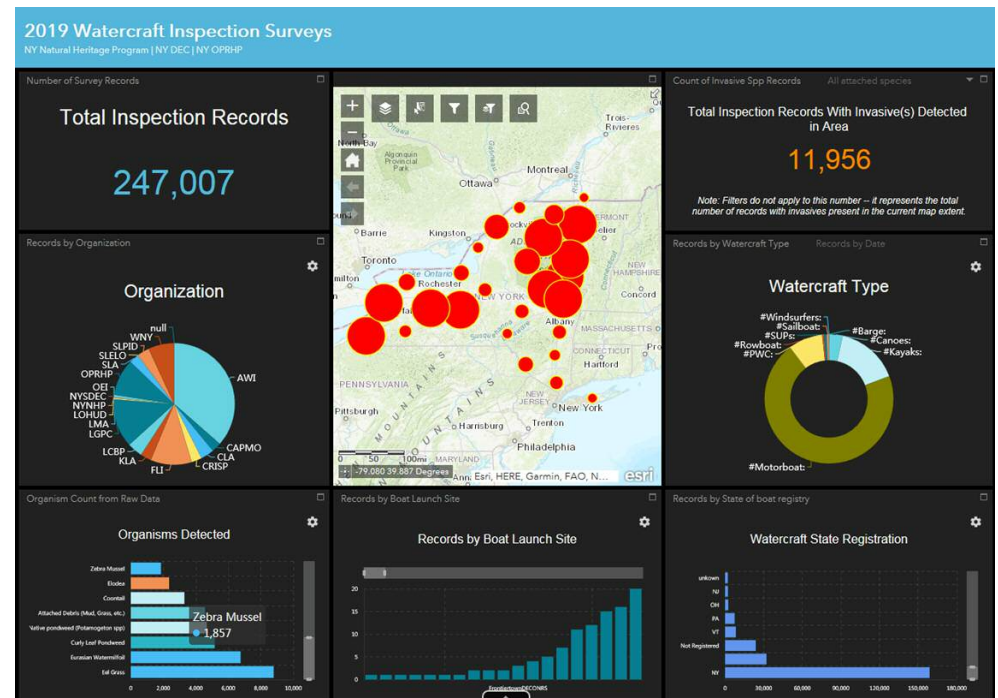 2019 Watercraft Inspection Surveys
NY Natural Heritage Program | NY DEC | NY OPRHP
Number of Survey Records
Total Inspection Records
247,007
Count of Invasive Spp Records
All attached species
Total Inspection Records With Invasive(s) Detected
in Area
11,956
Note: Filters do not apply to this number -- it represents the total
number of records with invasives present in the current map extent.
Trois-
Rivieres
North Bay
Algonquin
Provincial
Park
Ottawa
Montreal
VERMONT
Barrie
Kingston
AD
Toronto
Lake Ontario
Rochester
NEW
HAMPSHIRE
Concord
NEW YORK
Albany
MASSACHUSETTS
CONNECTICUT
Hartford
PENNSYLVANIA
Pittsburgh
Harrisburg
NEW
JERSEY
New York
Trenton
Philadelphia
MARYLAND
0 50 100mi
-79.080 39.887 Degrees
Esri, HERE, Garmin, FAO, N...
esri
Records by Organization
Organization
null
WNY
SLPID
SLELO
SLA
OPRHP
OEI
NYSDEC
NYNHP
LOHUD
LMA
LGPC
LCBP
KLA
FLI
CRISP
CLA
CAPMO
AWI
Records by Watercraft Type
Records by Date
Watercraft Type
#Windsurfers:
#Sailboat:
#SUPs:
#Rowboat:
#PWC:
#Barge:
#Canoes:
#Kayaks:
#Motorboat:
Organism Count from Raw Data
Organisms Detected
Zebra Mussel
Elodea
Coontail
Attached Debris (Mud, Grass, etc.)
Native pondweed (Potamogeton spp)
Curly Leaf Pondweed
Eurasian Watermilfoil
Eel Grass
Zebra Mussel
1,857
0 2,000 4,000 6,000 8,000 10,000
Records by Boat Launch Site
Records by Boat Launch Site
20
15
10
5
0
Records by State of boat registry
Watercraft State Registration
unkown
NJ
OH
PA
VT
Not Registered
NY
0 30,000 60,000 90,000 120,000 150,000 180,000